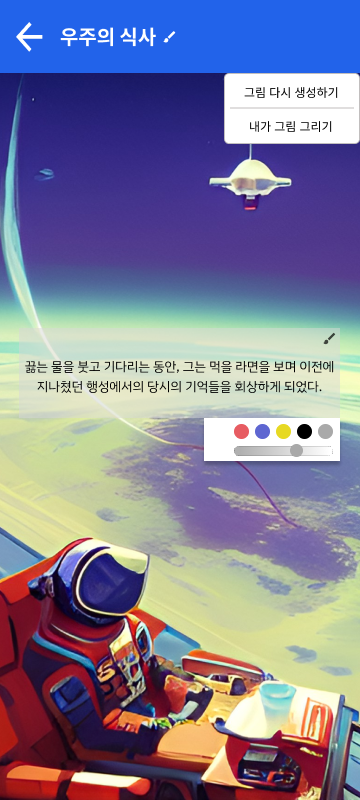 우주의 식사
그림 다시 생성하기
내가 그림 그리기
끓는 물을 붓고 기다리는 동안, 그는 먹을 라면을 보며 이전에
지나쳤던 행성에서의 당시의 기억들을 회상하게 되었다.